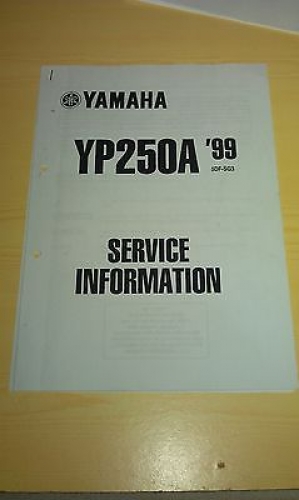 YAMAHA
YP250A '99
5DF-SG3
SERVICE
INFORMATION